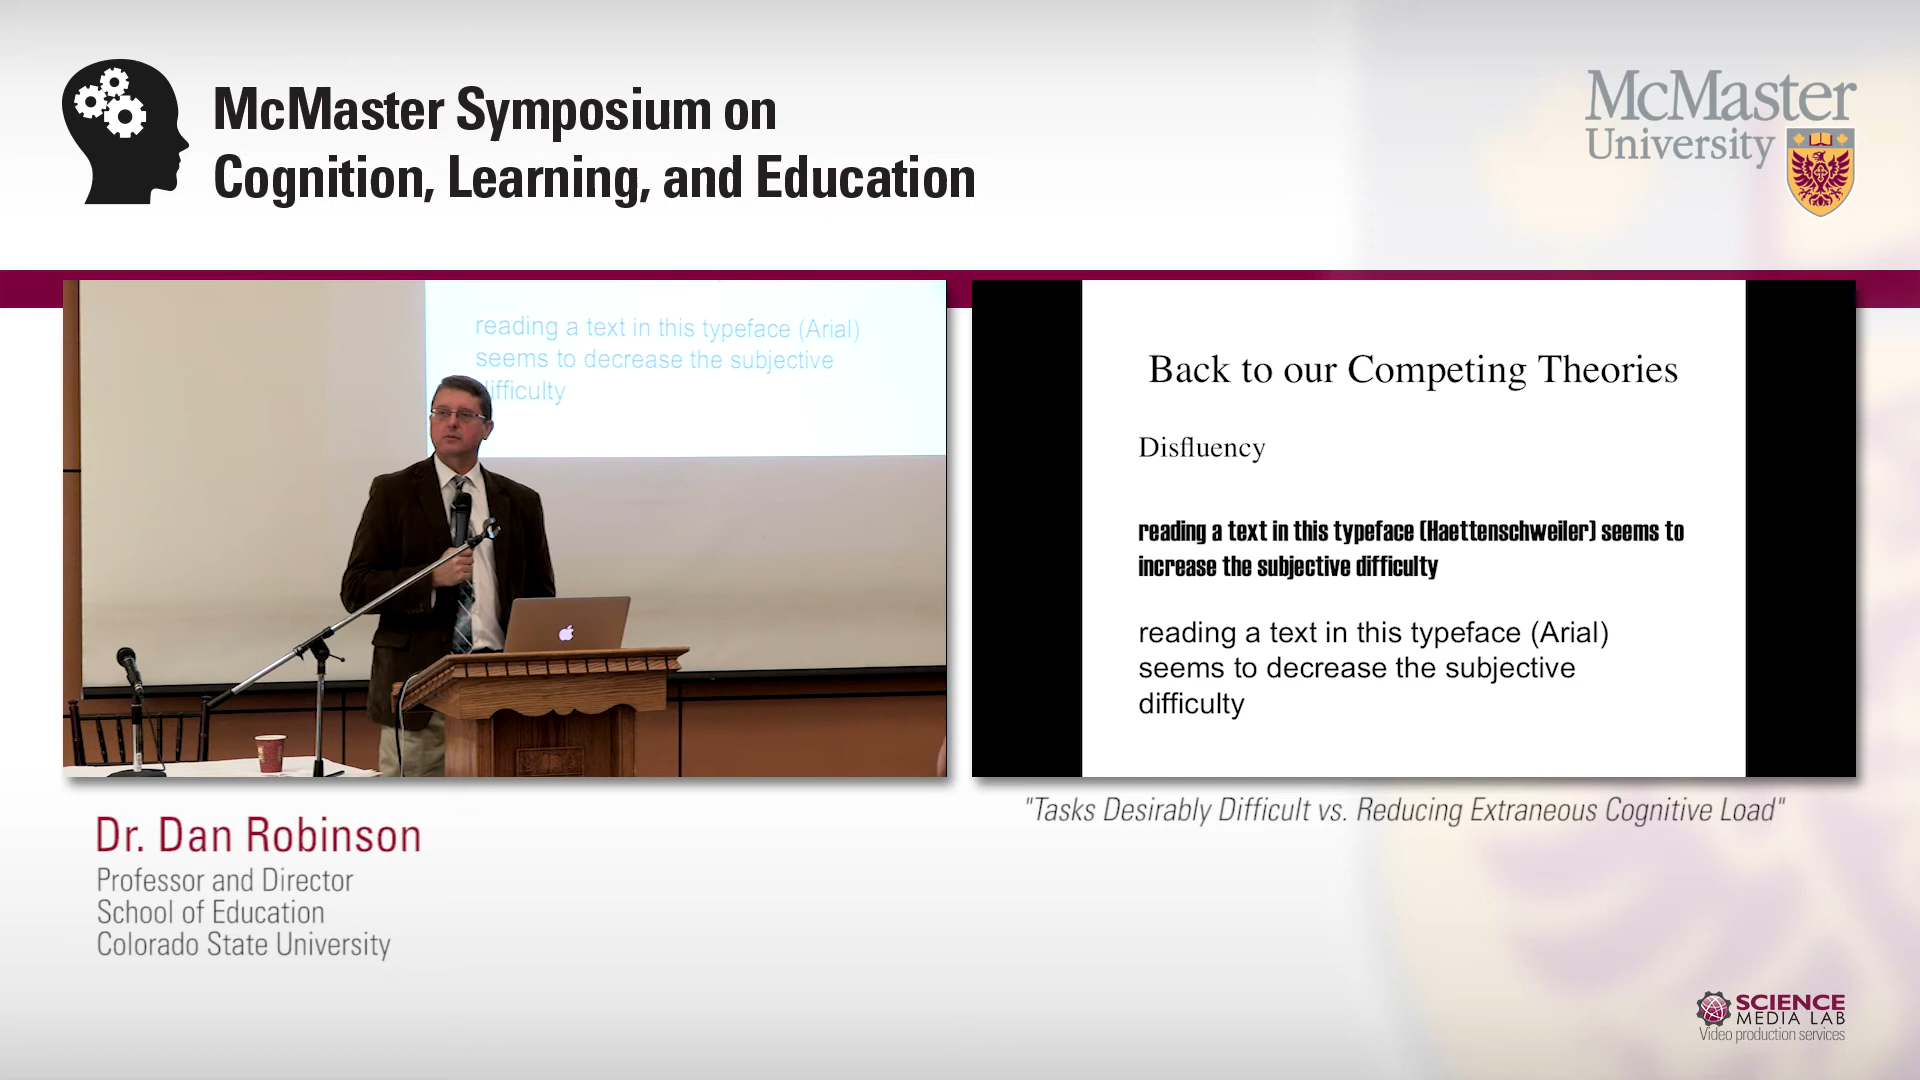 McMaster Symposium on
Cognition, Learning, and Education
McMaster
University
reading a text in this typeface (Arial)
seems to decrease the subjective
difficulty
Back to our Competing Theories
Disfluency
reading a text in this typeface (Haettenschweiler) seems to
increase the subjective difficulty
reading a text in this typeface (Arial)
seems to decrease the subjective
difficulty
"Tasks Desirably Difficult vs. Reducing Extraneous Cognitive Load"
Dr. Dan Robinson
Professor and Director
School of Education
Colorado State University
SCIENCE
MEDIA LAB
Video production services